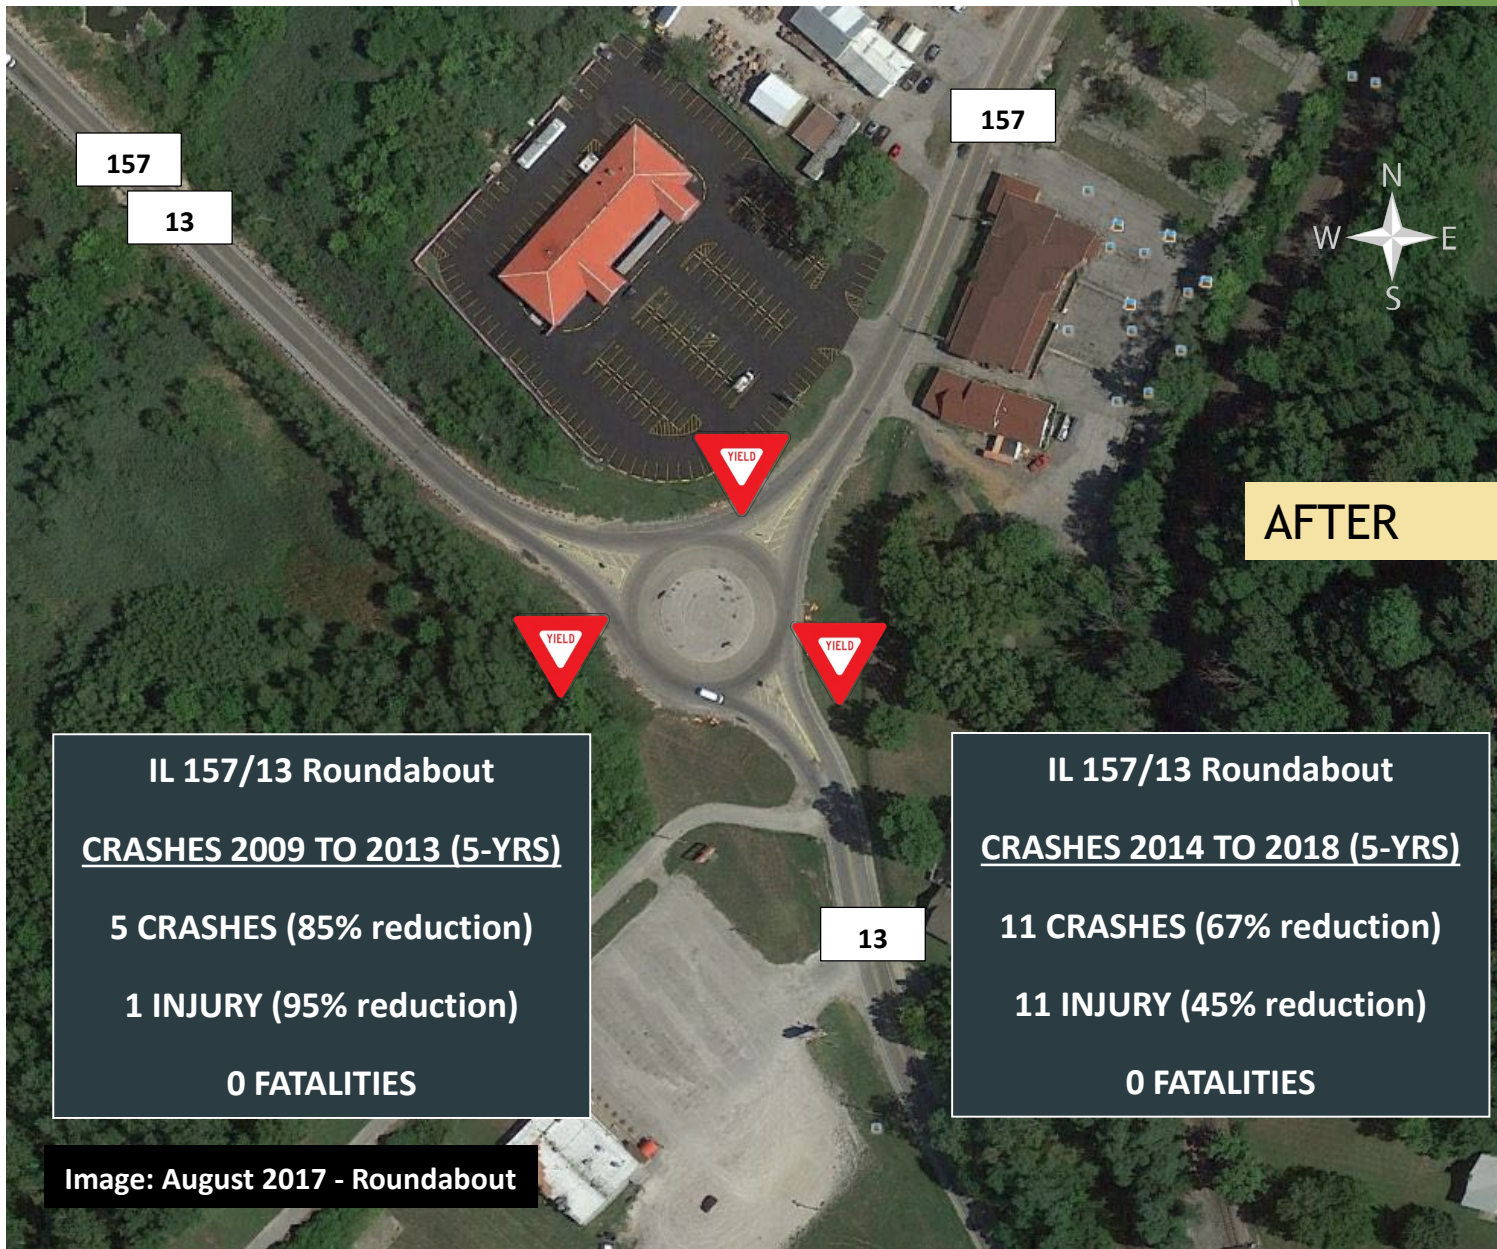 157
13
157
N
W
E
S
YIELD
AFTER
YIELD
YIELD
IL 157/13 Roundabout
CRASHES 2009 TO 2013 (5-YRS)
5 CRASHES (85% reduction)
1 INJURY (95% reduction)
0 FATALITIES
13
IL 157/13 Roundabout
CRASHES 2014 TO 2018 (5-YRS)
11 CRASHES (67% reduction)
11 INJURY (45% reduction)
0 FATALITIES
Image: August 2017 - Roundabout